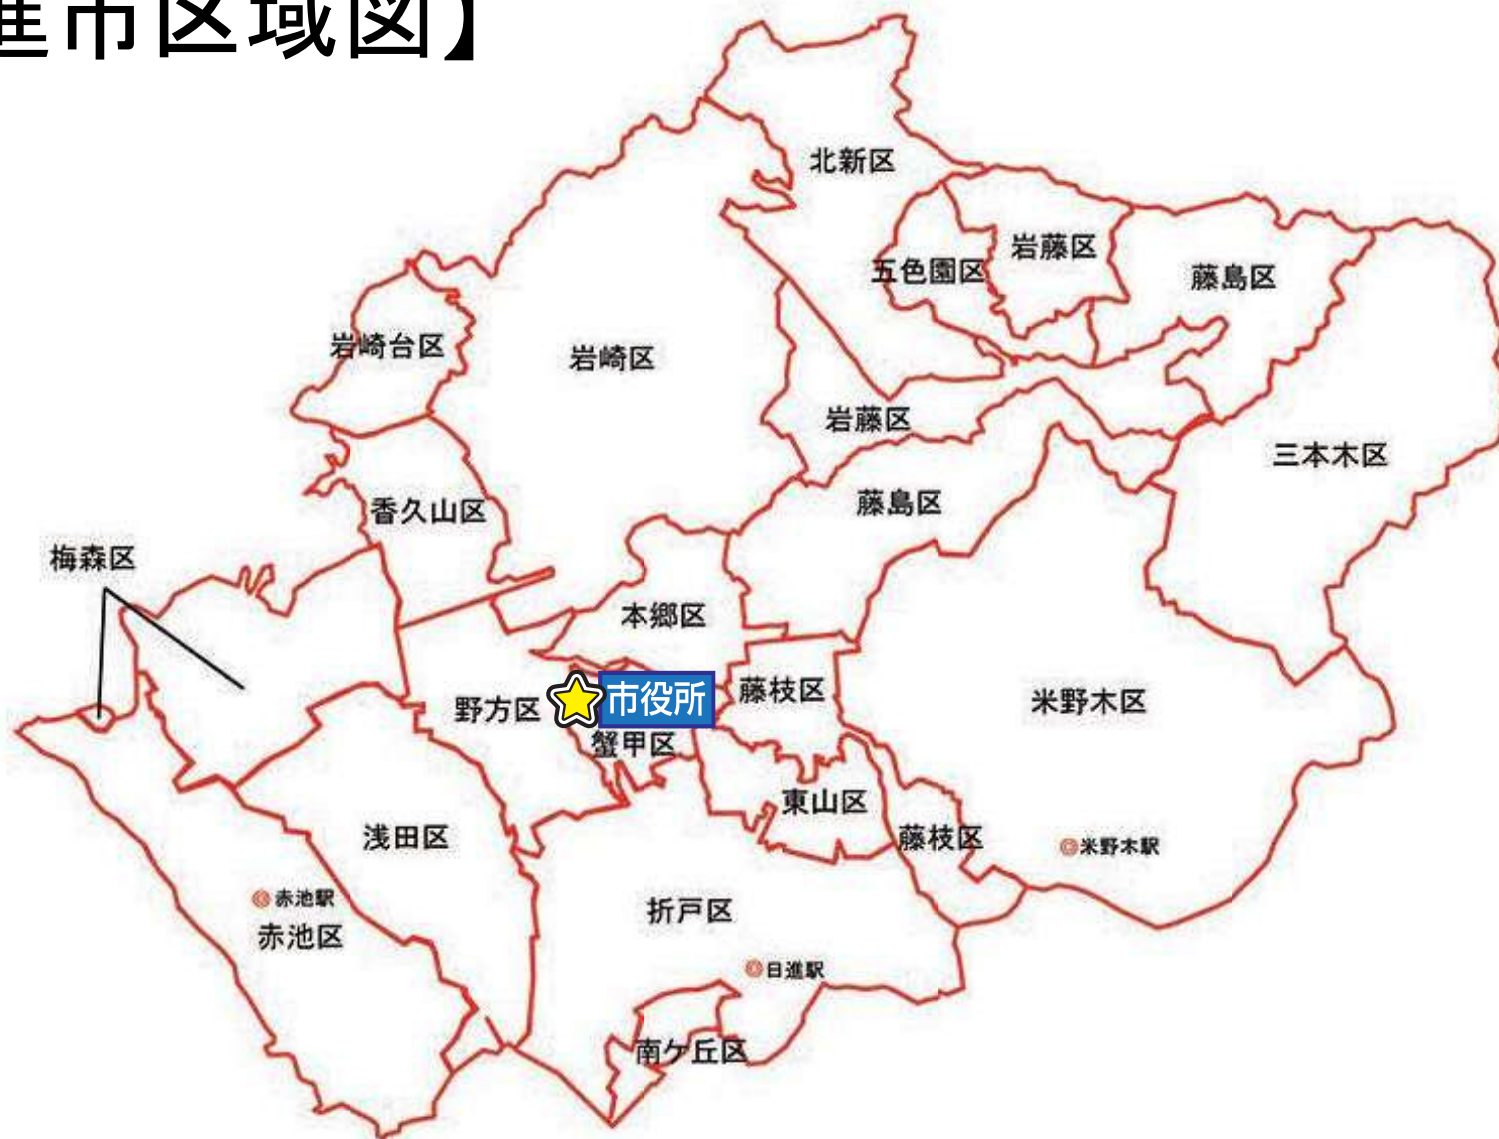 進市区域図】
北新区
岩藤区
五色園区
藤島区
岩崎台区
岩崎区
岩藤区
三本木区
香久山区
藤島区
梅森区
本郷区
藤枝区
米野木区
野方区
市役所
蟹甲区
東山区
浅田区
藤枝区
米野木駅
赤池駅
折戸区
赤池区
日進駅
南ケ丘区